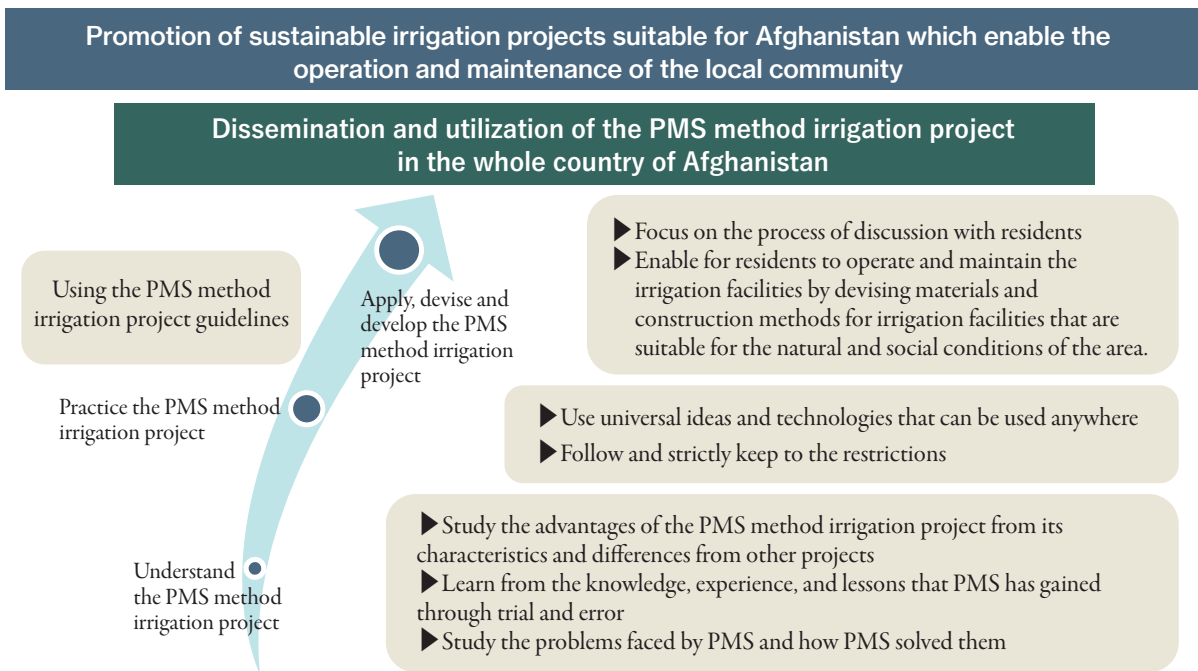 Promotion of sustainable irrigation projects suitable for Afghanistan which enable the
operation and maintenance of the local community
Dissemination and utilization of the PMS method irrigation project
in the whole country of Afghanistan
Using the PMS method
irrigation project guidelines
Apply, devise and
develop the PMS
method irrigation
project
▶Focus on the process of discussion with residents
▶Enable for residents to operate and maintain the
irrigation facilities by devising materials and
construction methods for irrigation facilities that are
suitable for the natural and social conditions of the area.
Practice the PMS method
irrigation project
▶Use universal ideas and technologies that can be used anywhere
▶Follow and strictly keep to the restrictions
Understand
the PMS method
irrigation project
▶Study the advantages of the PMS method irrigation project from its
characteristics and differences from other projects
▶Learn from the knowledge, experience, and lessons that PMS has gained
through trial and error
▶Study the problems faced by PMS and how PMS solved them